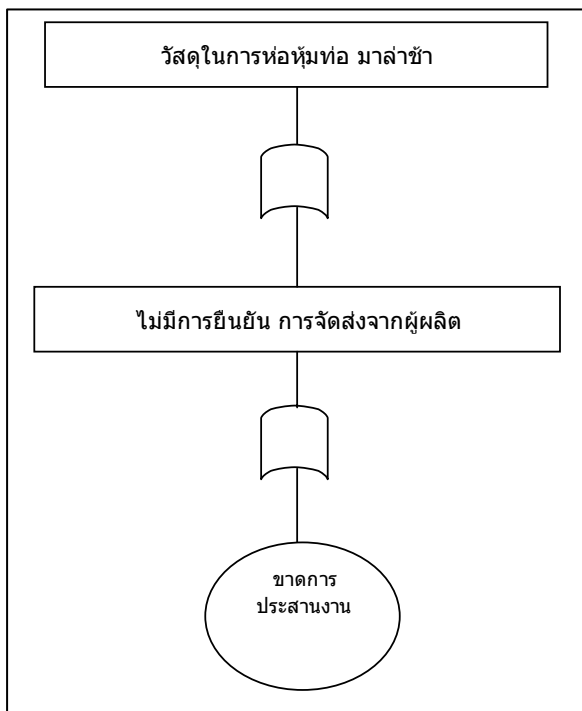 วัสดุในการห่อหุ้มท่อ มาล่าช้า
ไม่มีการยืนยัน การจัดส่งจากผู้ผลิต
ขาดการ
ประสานงาน